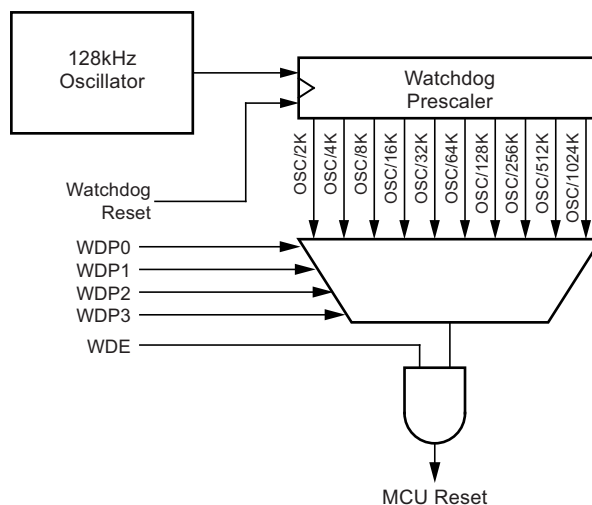 128kHz
Oscillator
Watchdog
Prescaler
OSC/2K
OSC/4K
OSC/8K
OSC/16K
OSC/32K
OSC/64K
OSC/128K
OSC/256K
OSC/512K
OSC/1024K
Watchdog
Reset
WDP0
WDP1
WDP2
WDP3
WDE
MCU Reset